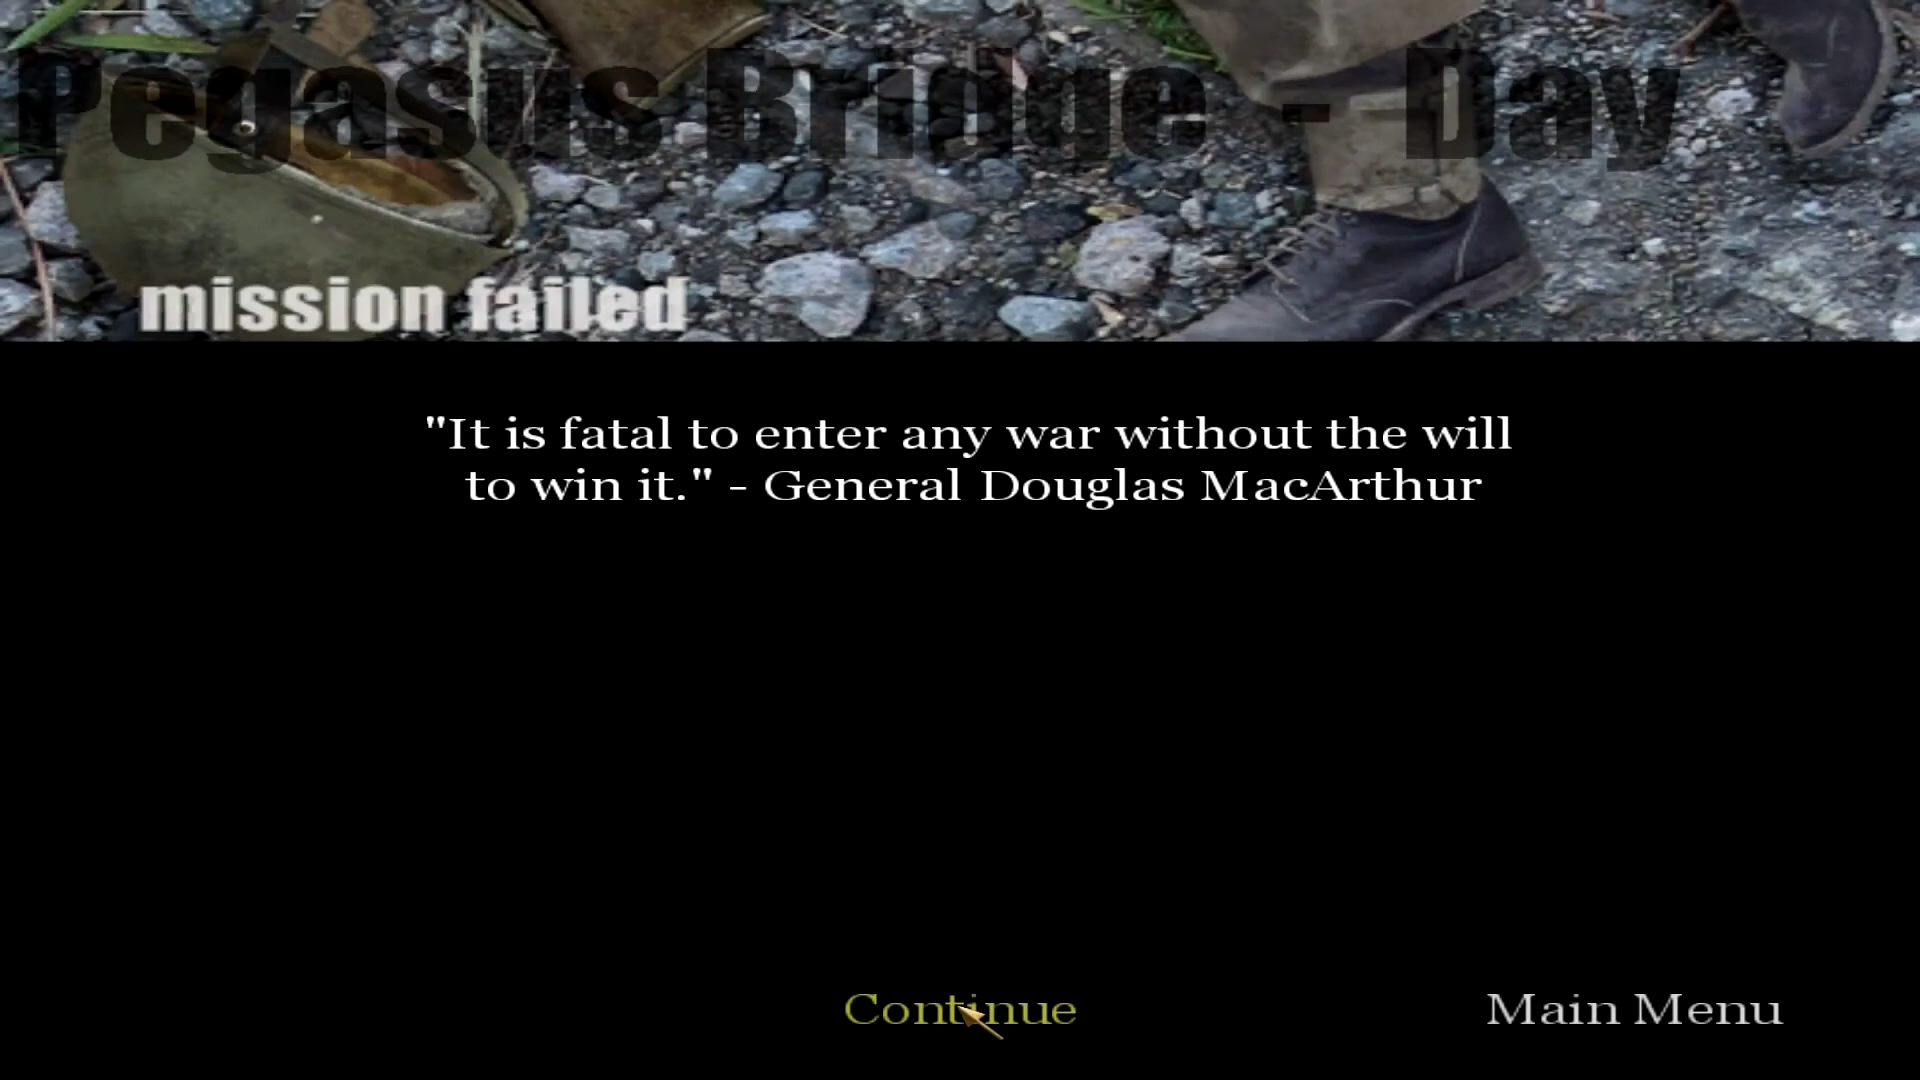 Pegasus Bridge - Day
mission failed
"It is fatal to enter any war without the will
to win it." - General Douglas MacArthur
Continue
Main Menu